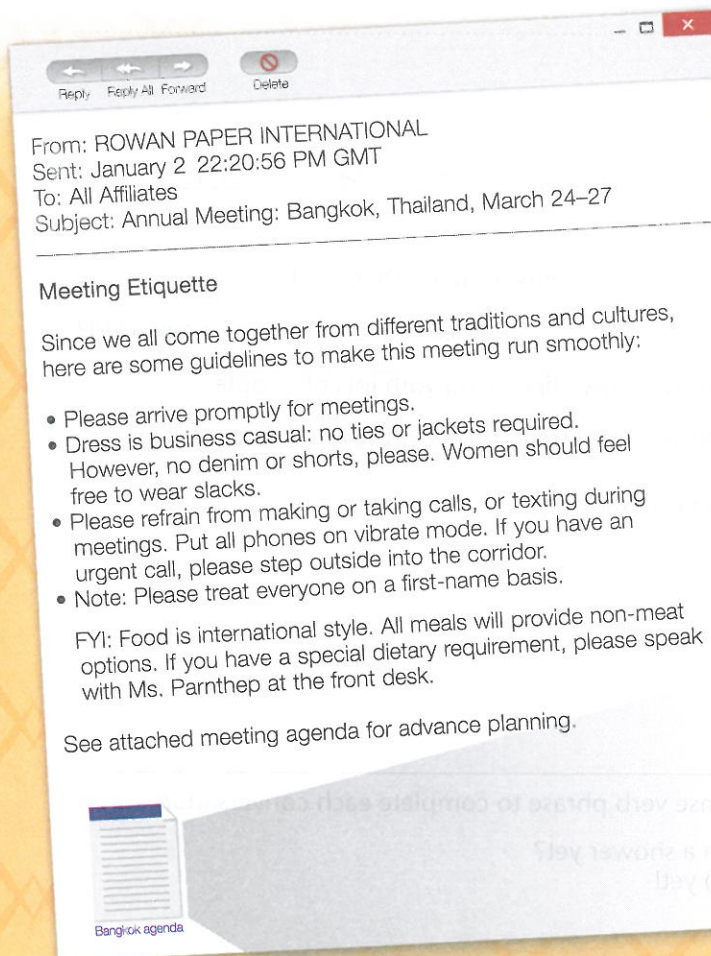 Reply Reply All Forward Delete
From: ROWAN PAPER INTERNATIONAL
Sent: January 2 22:20:56 PM GMT
To: All Affiliates
Subject: Annual Meeting: Bangkok, Thailand, March 24–27
Meeting Etiquette
Since we all come together from different traditions and cultures,
here are some guidelines to make this meeting run smoothly:
• Please arrive promptly for meetings.
• Dress is business casual: no ties or jackets required.
However, no denim or shorts, please. Women should feel
free to wear slacks.
• Please refrain from making or taking calls, or texting during
meetings. Put all phones on vibrate mode. If you have an
urgent call, please step outside into the corridor.
• Note: Please treat everyone on a first-name basis.
FYI: Food is international style. All meals will provide non-meat
options. If you have a special dietary requirement, please speak
with Ms. Parnthep at the front desk.
See attached meeting agenda for advance planning.
Bangkok agenda